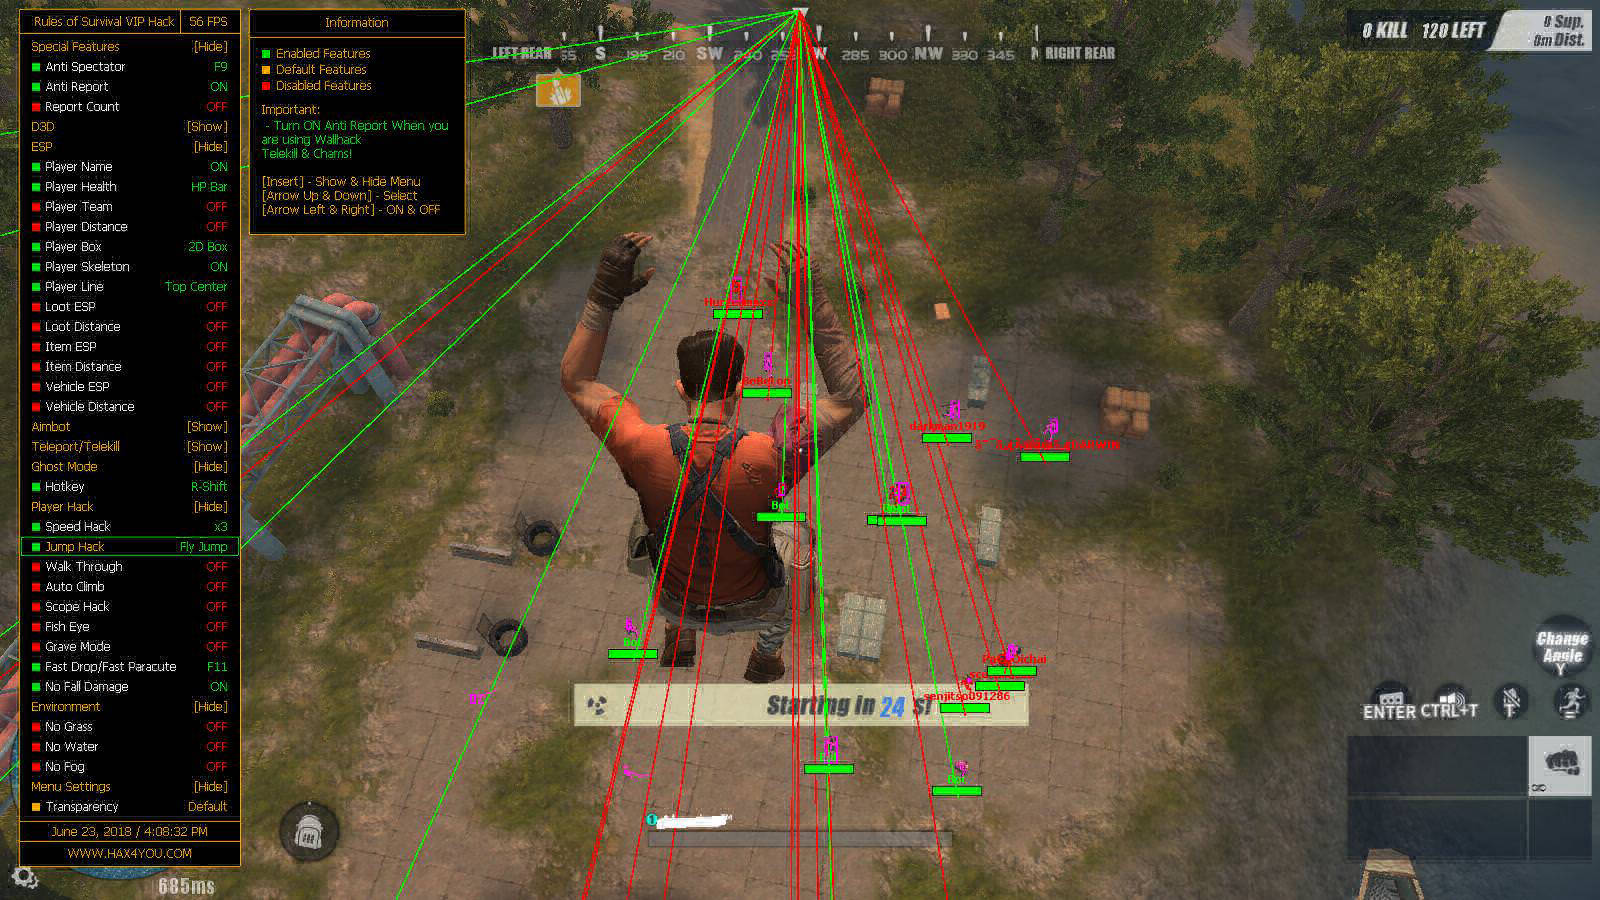 Rules of Survival VIP Hack 56 FPS
Special Features [Hide]
Anti Spectator F9
Anti Report ON
Report Count OFF
D3D [Show]
ESP [Hide]
Player Name ON
Player Health HP Bar
Player Team OFF
Player Distance OFF
Player Box 2D Box
Player Skeleton ON
Player Line Top Center
Loot ESP OFF
Loot Distance OFF
Item ESP OFF
Item Distance OFF
Vehicle ESP OFF
Vehicle Distance OFF
Aimbot [Show]
Teleport/Telekill [Show]
Ghost Mode [Hide]
Hotkey R-Shift
Player Hack [Hide]
Speed Hack x3
Jump Hack Fly Jump
Walk Through OFF
Auto Climb OFF
Scope Hack OFF
Fish Eye OFF
Grave Mode OFF
Fast Drop/Fast Paracute F11
No Fall Damage ON
Environment [Hide]
No Grass OFF
No Water OFF
No Fog OFF
Menu Settings [Hide]
Transparency Default
June 23, 2018 / 4:08:32 PM
WWW.HAX4YOU.COM
685ms
Information
Enabled Features
Default Features
Disabled Features
Important:
- Turn ON Anti Report When you
are using Wallhack
Telekill & Chams!
[Insert] - Show & Hide Menu
[Arrow Up & Down] - Select
[Arrow Left & Right] - ON & OFF
LEFT REAR S 195 210 SW 240 W 285 300 NW 330 345 N RIGHT REAR
0 KILL 120 LEFT
0 Sup.
0m Dist.
darkman1919
Bot
Bot
senjitsu091286
Starting in 24 s!
Bot
Bot
1
Change
Angle
Y
ENTER CTRL+T T =
∞